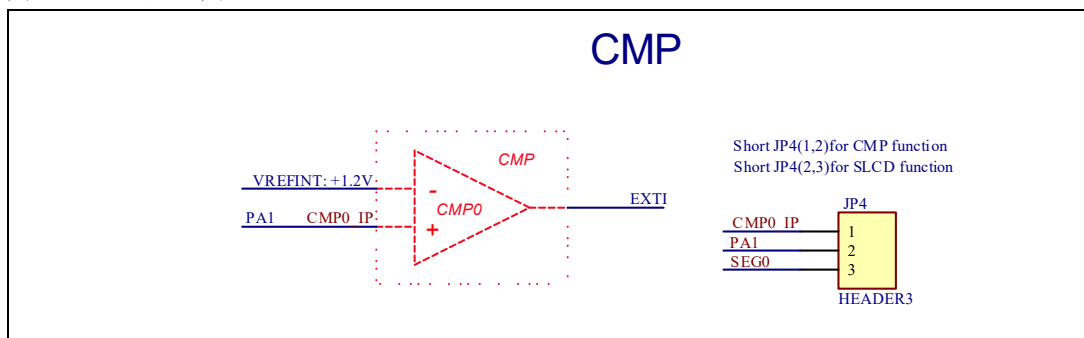 CMP
Short JP4(1,2)for CMP function
Short JP4(2,3)for SLCD function
CMP
VREFINT: +1.2V
-
CMP0
EXTI
PA1 CMP0_IP
+
JP4
CMP0_IP 1
PA1 2
SEG0 3
HEADER3